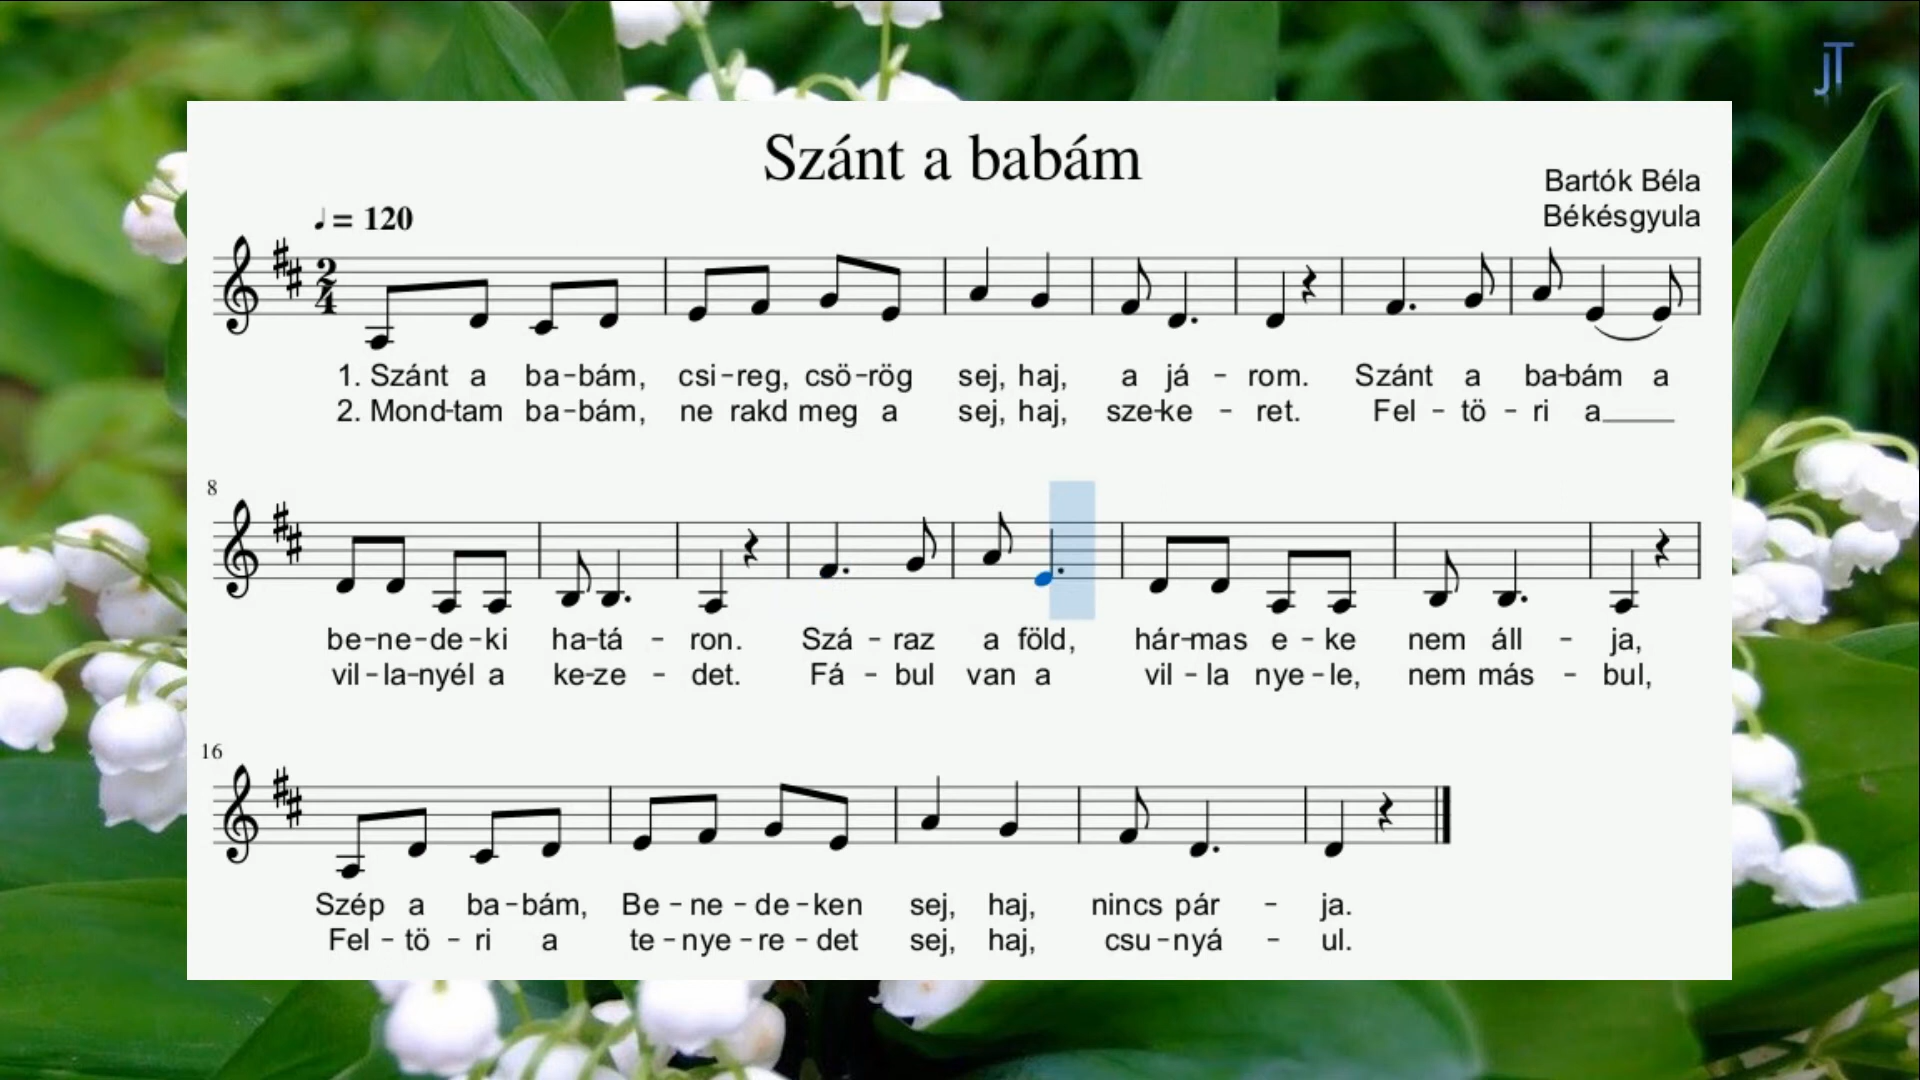 jT
Szánt a babám
Bartók Béla
Békésgyula
♩ = 120
2
4
1. Szánt a ba-bám, csi-reg, csö-rög sej, haj, a já - rom. Szánt a ba-bám a
2. Mond-tam ba-bám, ne rakd meg a sej, haj, sze-ke - ret. Fel - tö - ri a____
8
be-ne-de-ki ha-tá - ron. Szá - raz a föld, hár-mas e - ke nem áll - ja,
vil-la-nyél a ke-ze - det. Fá - bul van a vil - la nye-le, nem más - bul,
16
Szép a ba-bám, Be - ne - de-ken sej, haj, nincs pár - ja.
Fel - tö - ri a te-nye-re - det sej, haj, csu-nyá - ul.